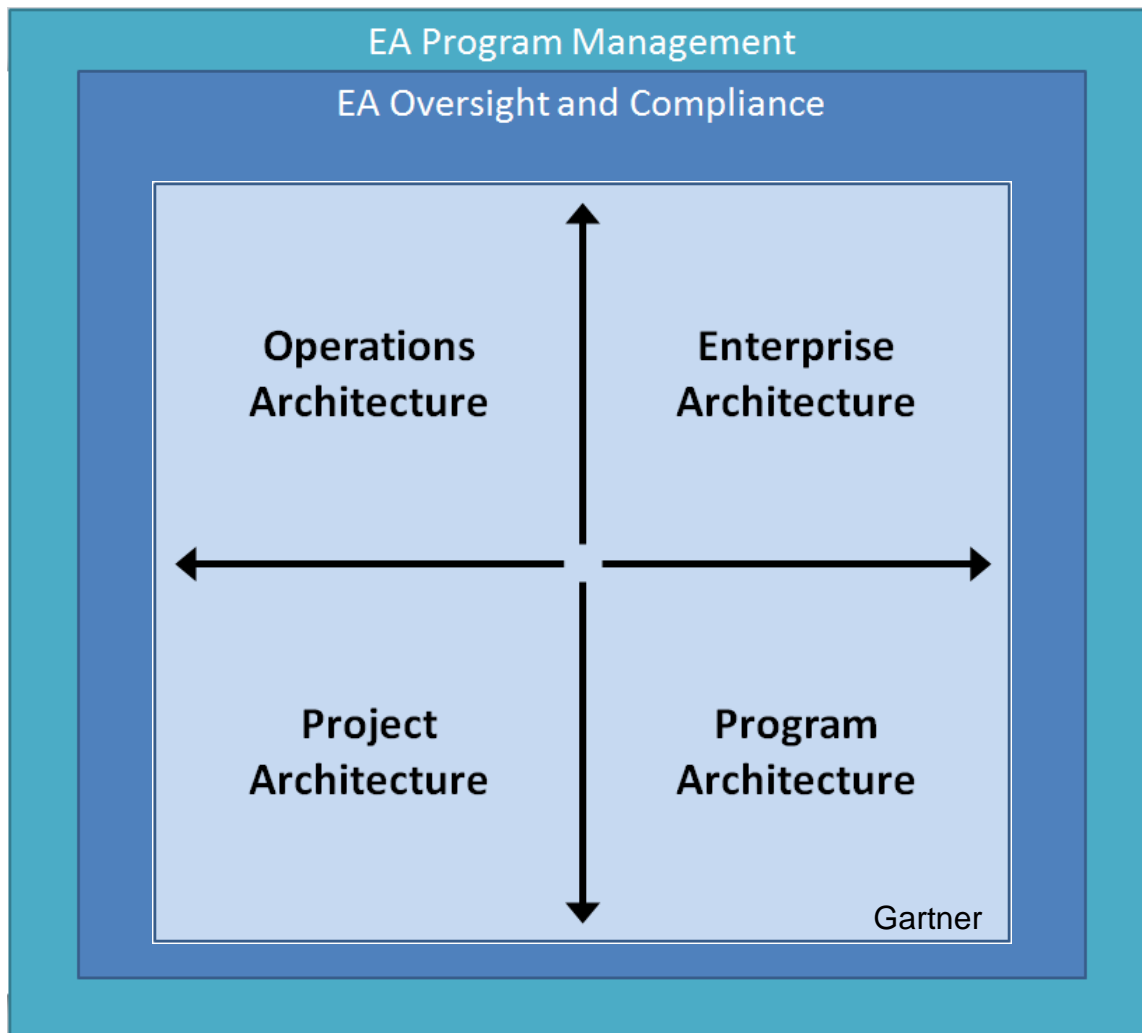 EA Program Management
EA Oversight and Compliance
Operations
Architecture
Enterprise
Architecture
Project
Architecture
Program
Architecture
Gartner